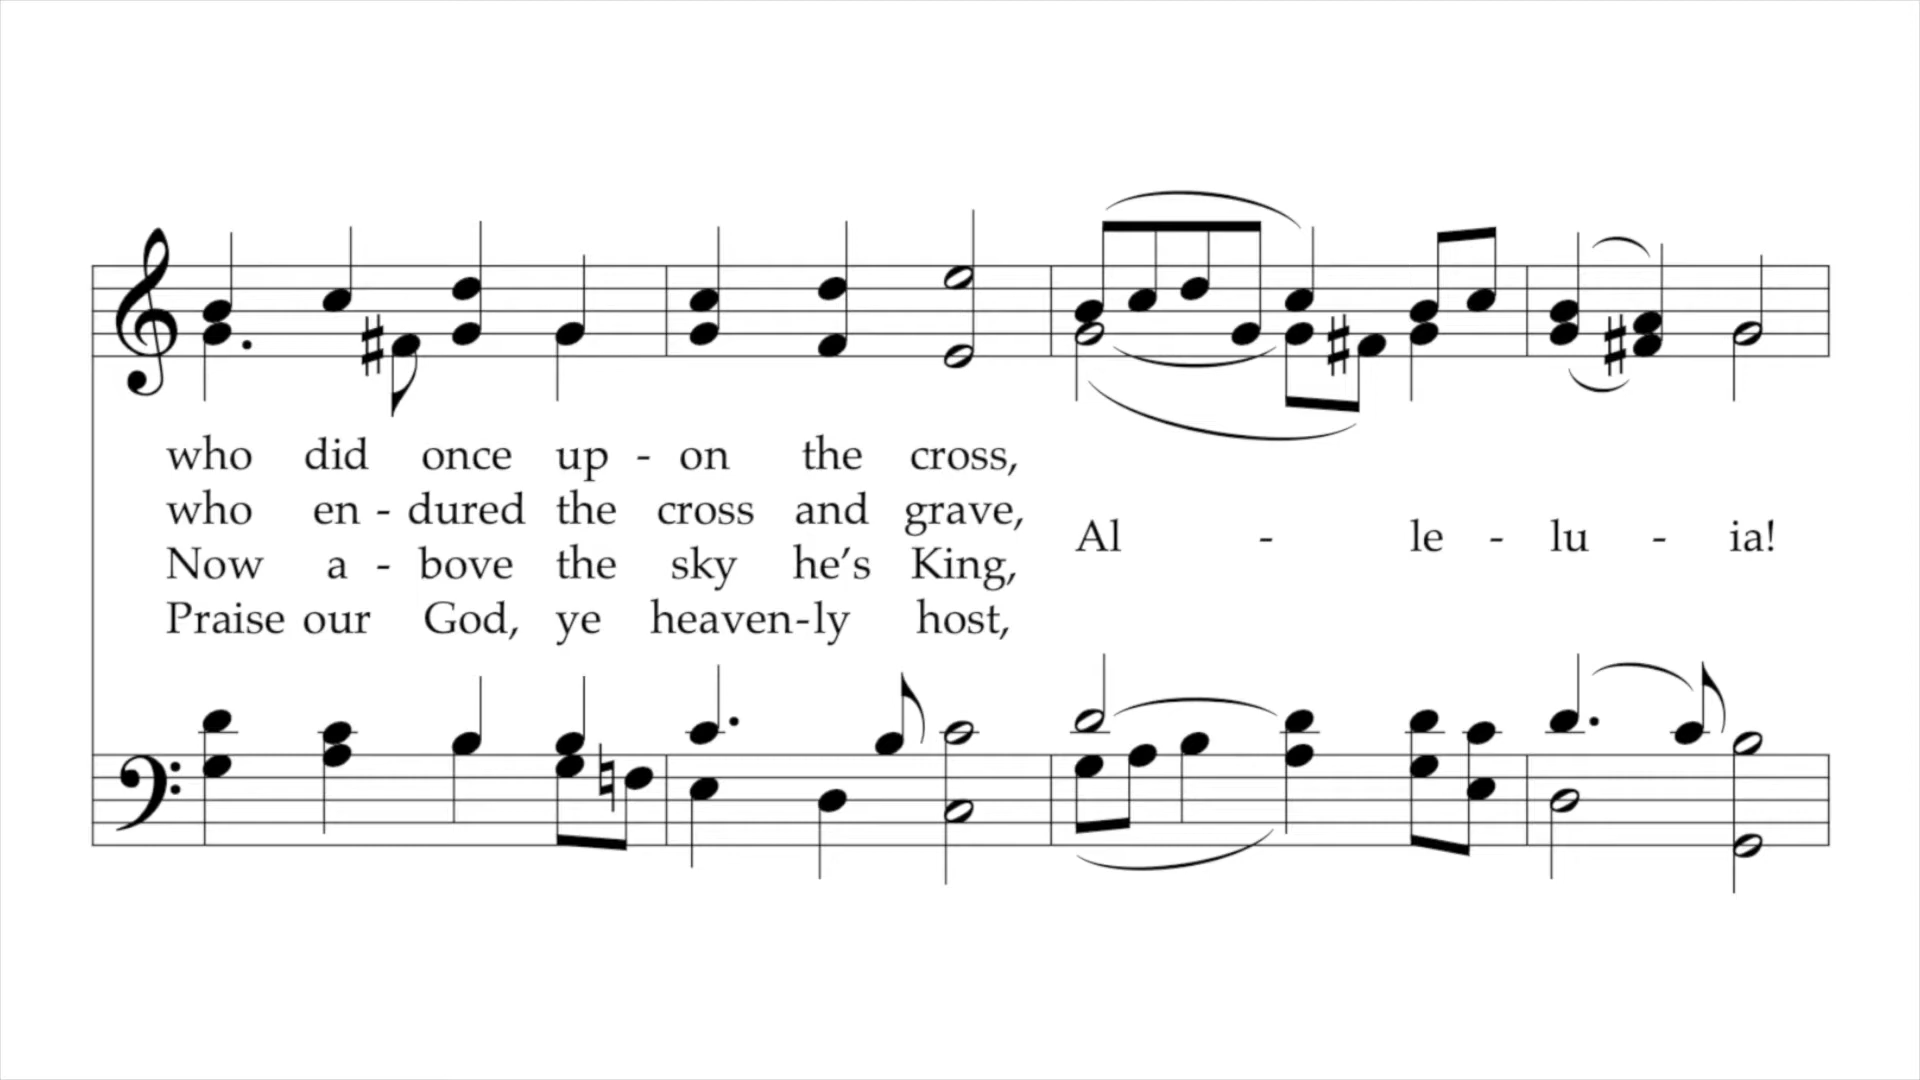 who did once up - on the cross,
who en - dured the cross and grave,
Now a - bove the sky he's King,
Praise our God, ye heaven-ly host,
Al - le - lu - ia!